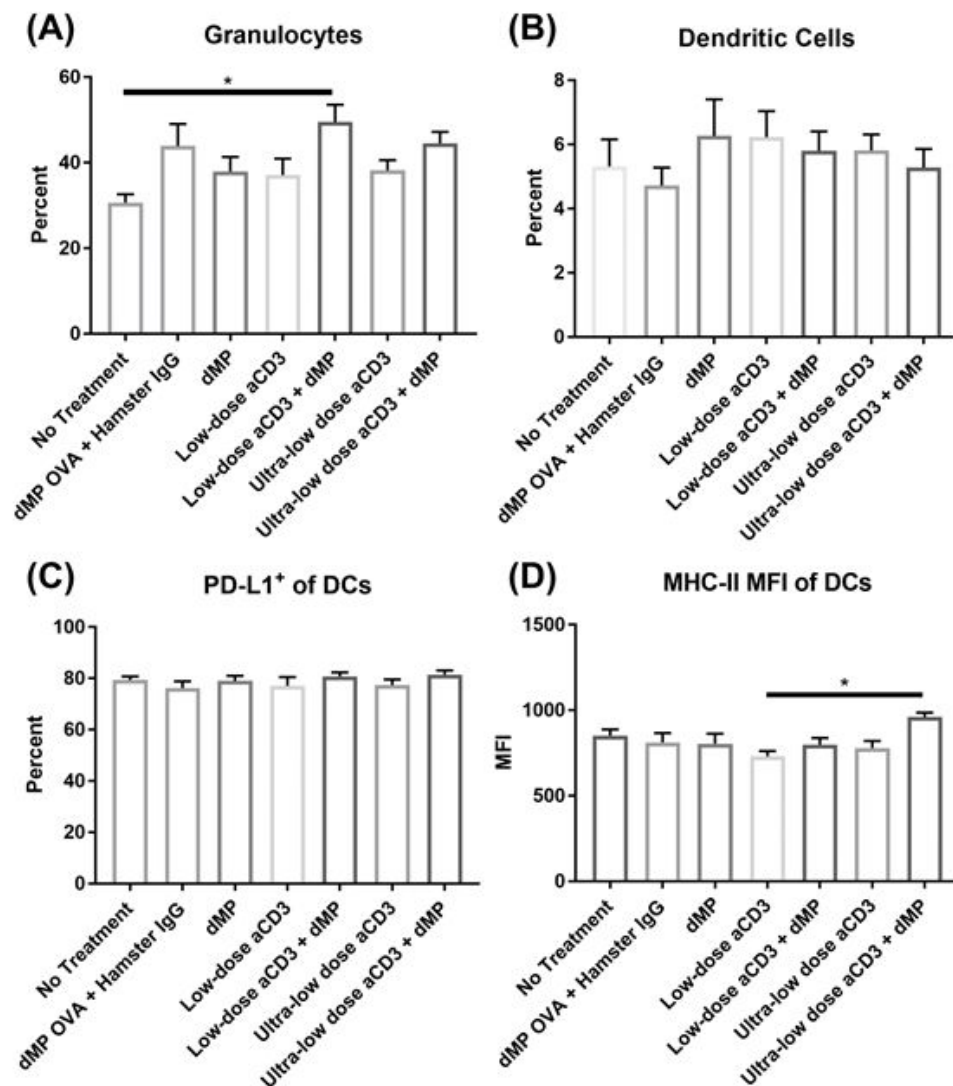 (A)
Granulocytes
*
60
40
20
0
Percent
No Treatment
dMP OVA + Hamster IgG
dMP
Low-dose aCD3
Low-dose aCD3 + dMP
Ultra-low dose aCD3
Ultra-low dose aCD3 + dMP
(B)
Dendritic Cells
8
6
4
2
0
Percent
No Treatment
dMP OVA + Hamster IgG
dMP
Low-dose aCD3
Low-dose aCD3 + dMP
Ultra-low dose aCD3
Ultra-low dose aCD3 + dMP
(C)
PD-L1⁺ of DCs
100
80
60
40
20
0
Percent
No Treatment
dMP OVA + Hamster IgG
dMP
Low-dose aCD3
Low-dose aCD3 + dMP
Ultra-low dose aCD3
Ultra-low dose aCD3 + dMP
(D)
MHC-II MFI of DCs
*
1500
1000
500
0
MFI
No Treatment
dMP OVA + Hamster IgG
dMP
Low-dose aCD3
Low-dose aCD3 + dMP
Ultra-low dose aCD3
Ultra-low dose aCD3 + dMP